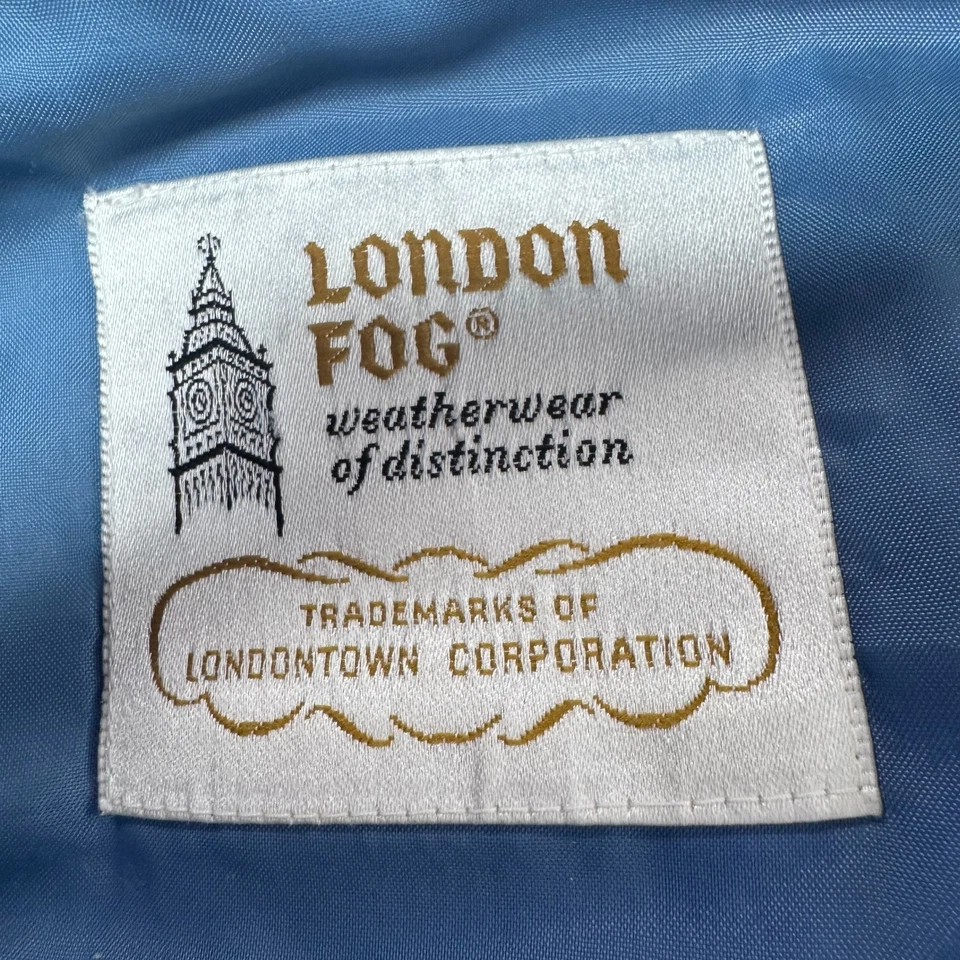 LONDON
FOG®
weatherwear
of distinction
TRADEMARKS OF
LONDONTOWN CORPORATION